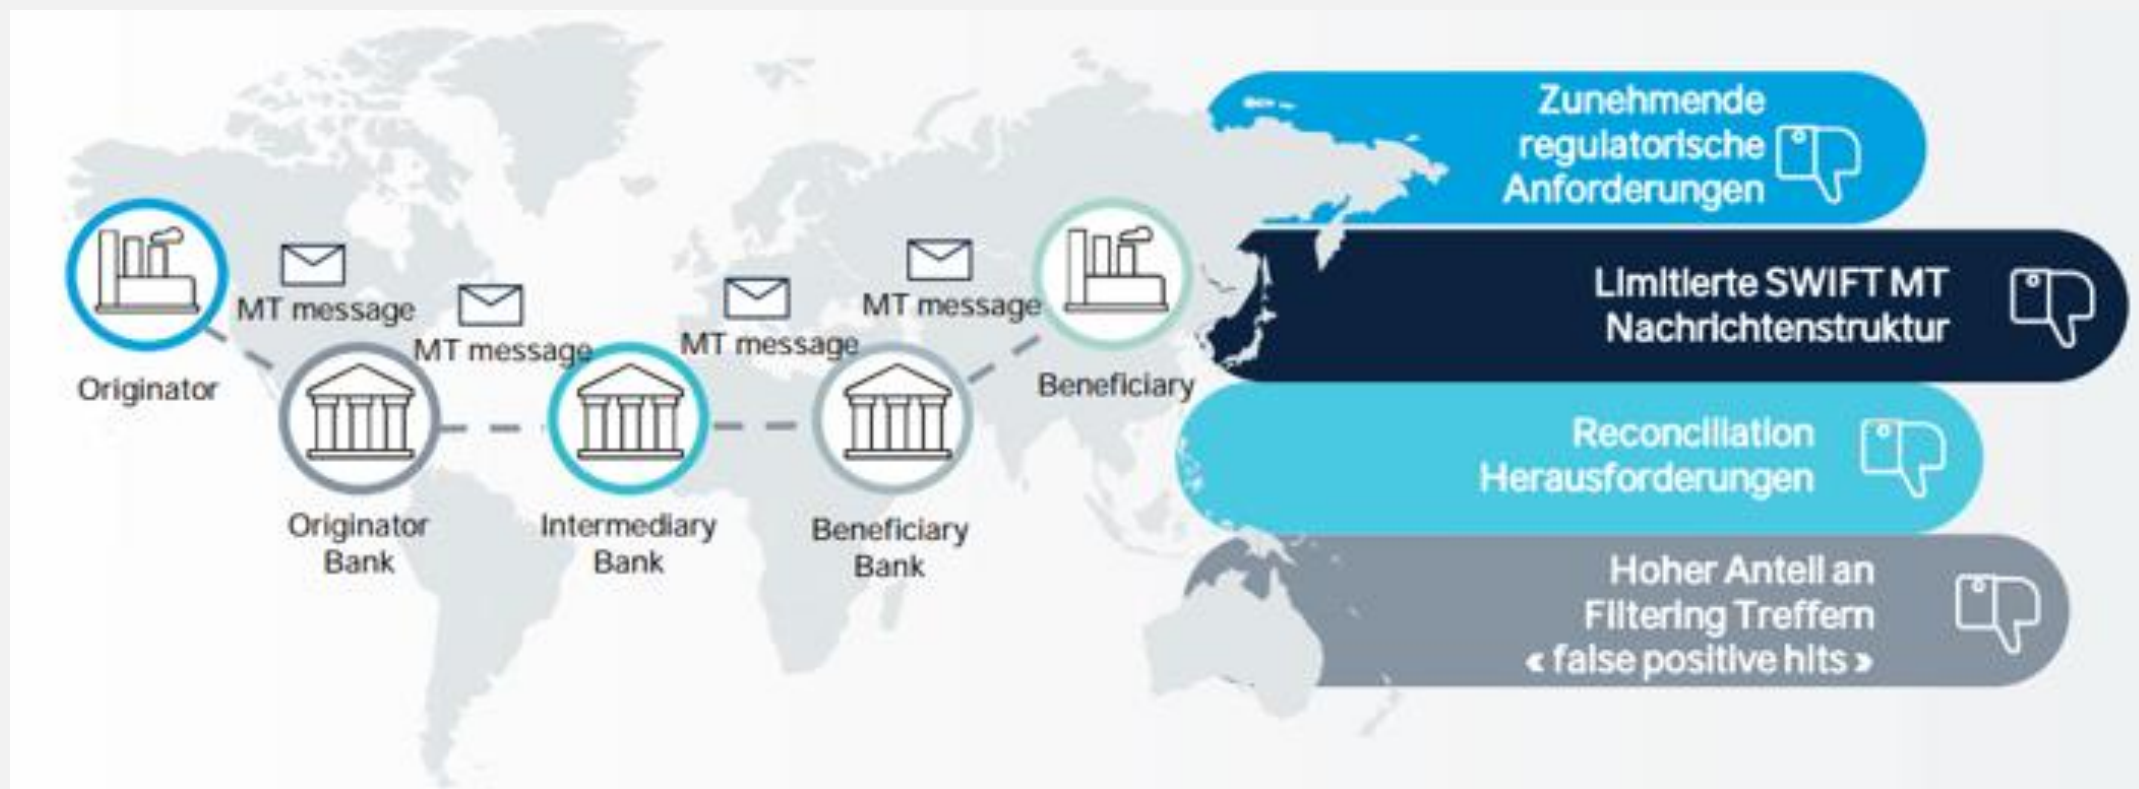 MT message
MT message
MT message
MT message
Originator
Originator
Bank
Intermediary
Bank
Beneficiary
Bank
Beneficiary
Zunehmende
regulatorische
Anforderungen
Limitierte SWIFT MT
Nachrichtenstruktur
Reconciliation
Herausforderungen
Hoher Anteil an
Filtering Treffern
« false positive hits »